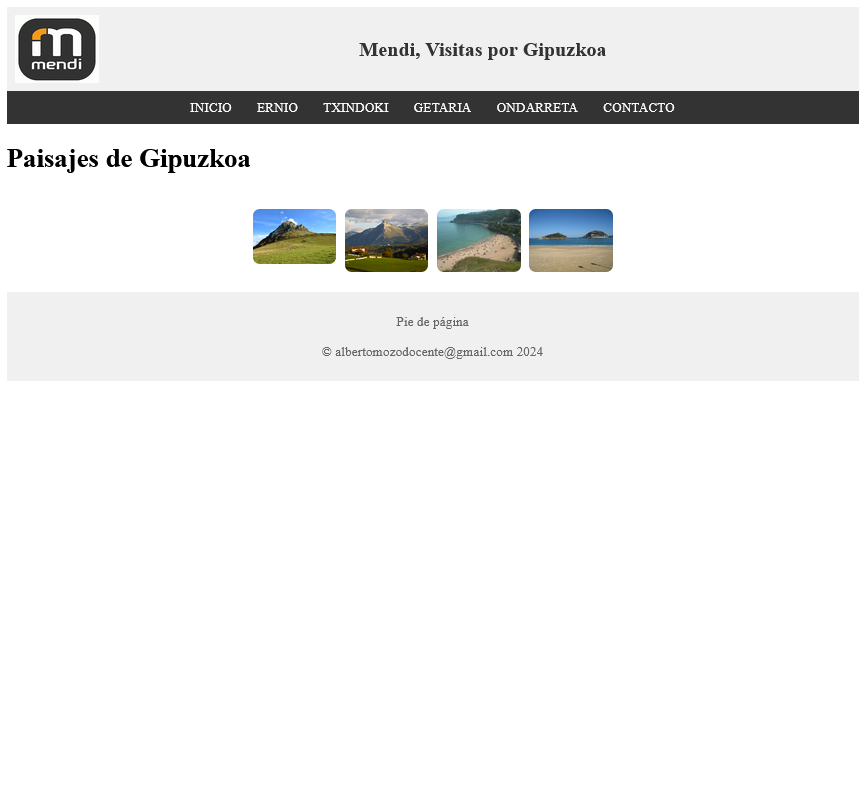 mendi
Mendi, Visitas por Gipuzkoa
INICIO ERNIO TXINDOKI GETARIA ONDARRETA CONTACTO
Paisajes de Gipuzkoa
Pie de página
© albertomozodocente@gmail.com 2024